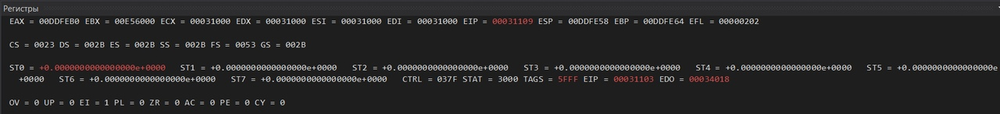 Регистры
EAX = 00DDFEB0 EBX = 00E56000 ECX = 00031000 EDX = 00031000 ESI = 00031000 EDI = 00031000 EIP = 00031109 ESP = 00DDFE58 EBP = 00DDFE64 EFL = 00000202
CS = 0023 DS = 002B ES = 002B SS = 002B FS = 0053 GS = 002B
ST0 = +0.0000000000000000e+0000 ST1 = +0.0000000000000000e+0000 ST2 = +0.0000000000000000e+0000 ST3 = +0.0000000000000000e+0000 ST4 = +0.0000000000000000e+0000 ST5 = +0.0000000000000000e
+0000 ST6 = +0.0000000000000000e+0000 ST7 = +0.0000000000000000e+0000 CTRL = 037F STAT = 3000 TAGS = 5FFF EIP = 00031103 EDO = 00034018
OV = 0 UP = 0 EI = 1 PL = 0 ZR = 0 AC = 0 PE = 0 CY = 0